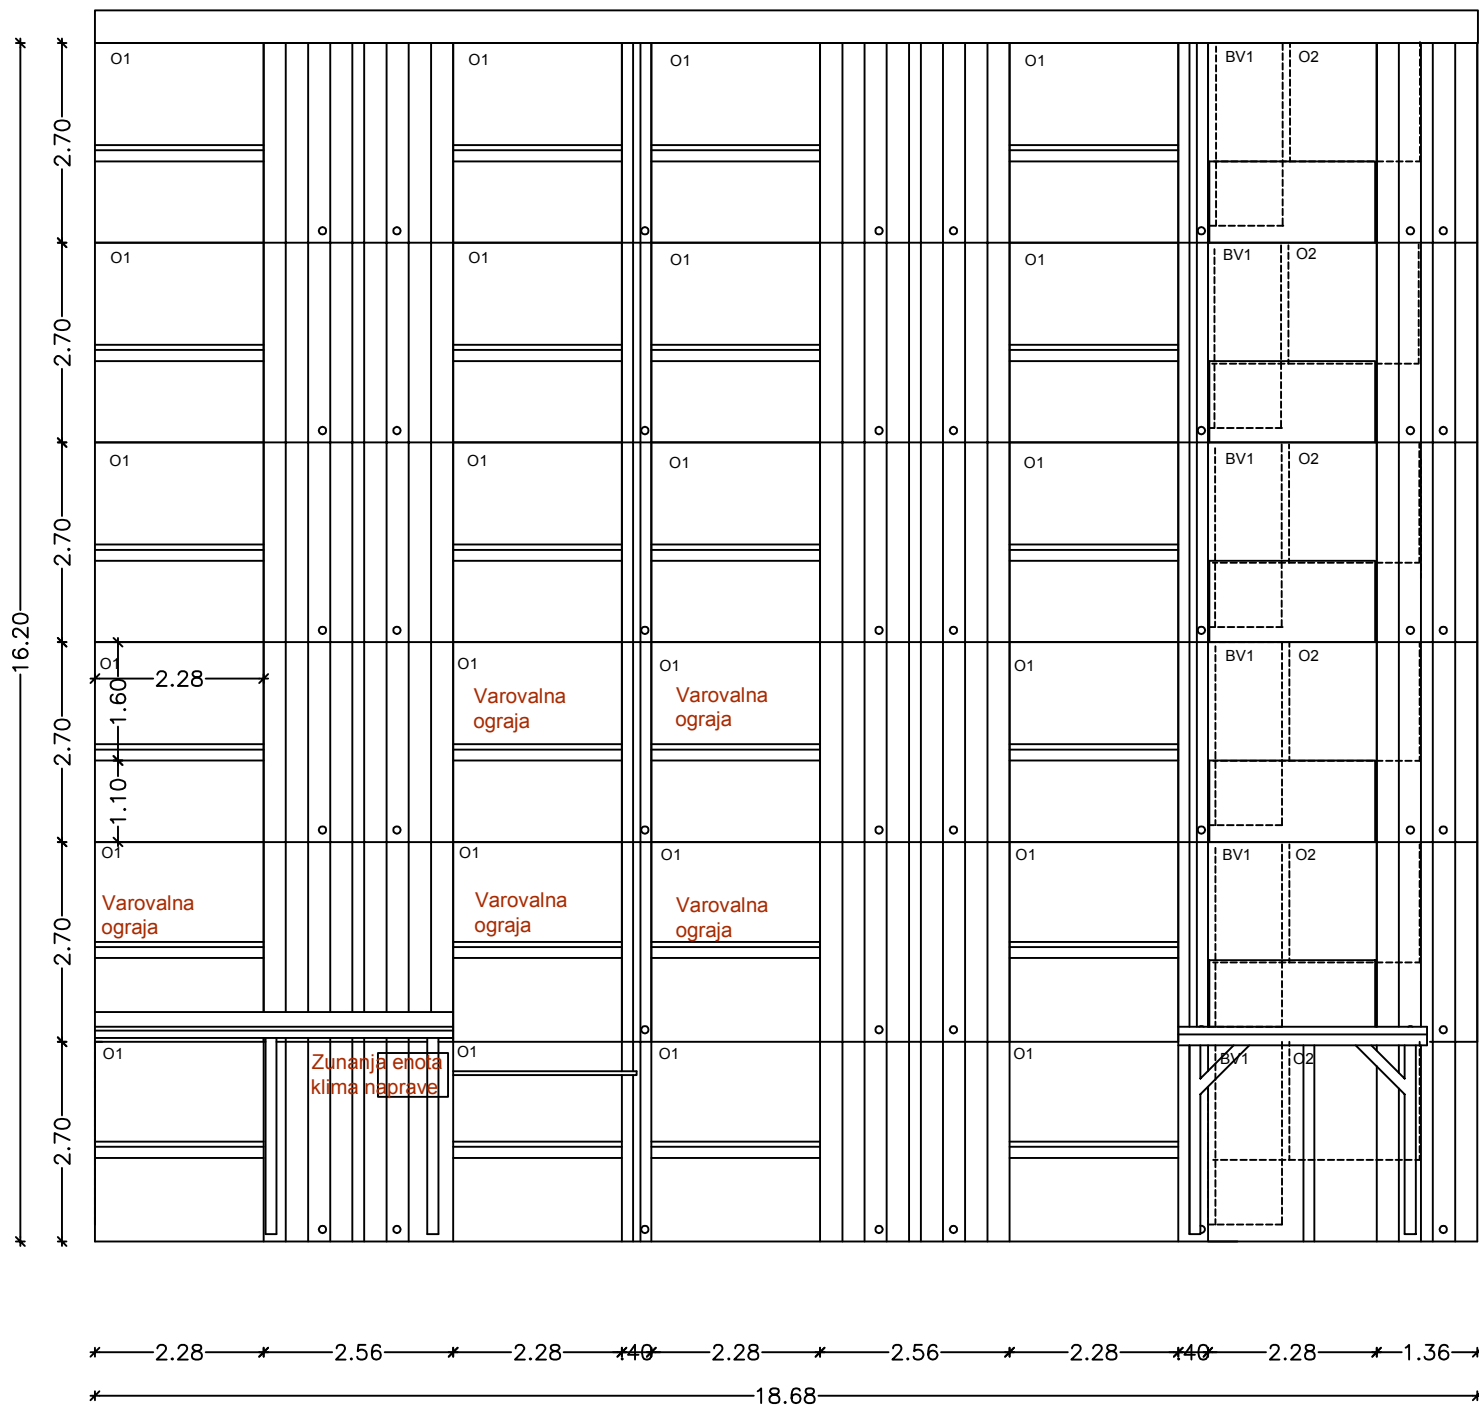 O1 O1 O1 O1 BV1 O2
2.70
O1 O1 O1 O1 BV1 O2
2.70
O1 O1 O1 O1 BV1 O2
2.70
16.20
O1 O1 O1 O1 BV1 O2
2.28
1.60
Varovalna
ograja
Varovalna
ograja
2.70
1.10
O1 O1 O1 O1 BV1 O2
Varovalna
ograja
Varovalna
ograja
Varovalna
ograja
2.70
O1 O1 O1 O1 BV1 O2
Zunanja enota
klima naprave
2.70
2.28 2.56 2.28 40 2.28 2.56 2.28 40 2.28 1.36
18.68